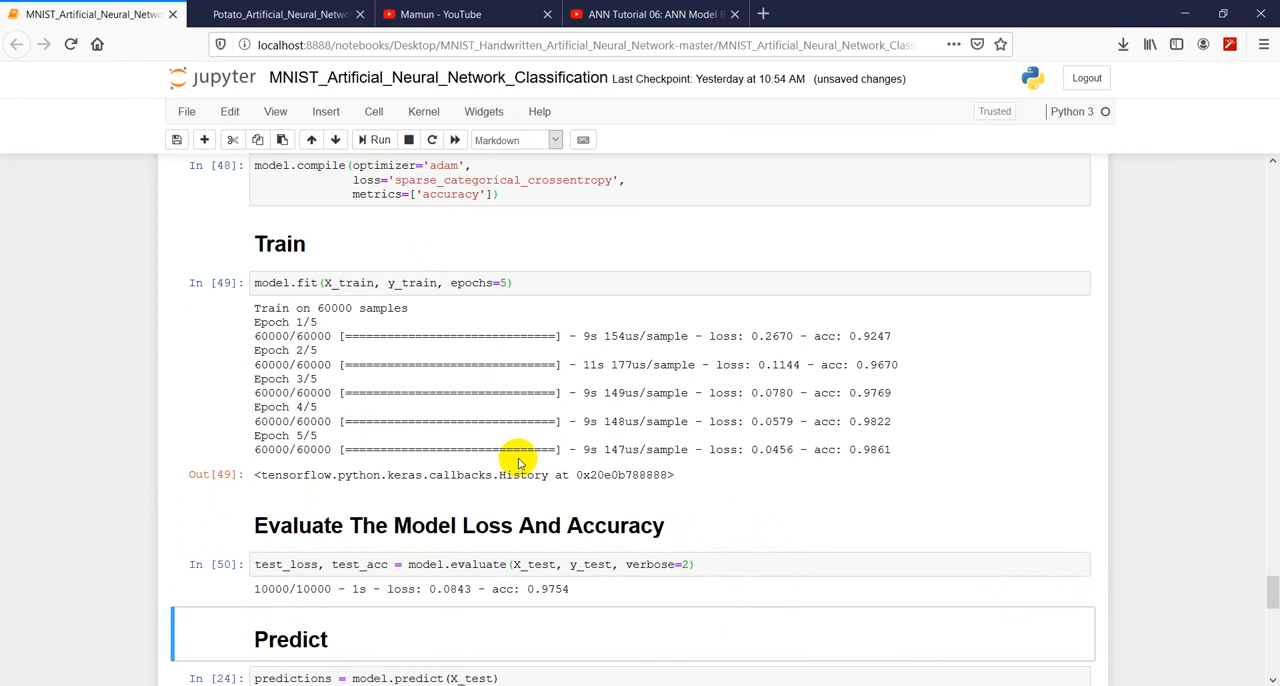 MNIST_Artificial_Neural_Netwo
Potato_Artificial_Neural_Netwo
Mamun - YouTube
ANN Tutorial 06: ANN Model B
localhost:8888/notebooks/Desktop/MNIST_Handwritten_Artificial_Neural_Network-master/MNIST_Artificial_Neural_Network_Class
jupyter MNIST_Artificial_Neural_Network_Classification Last Checkpoint: Yesterday at 10:54 AM (unsaved changes)
Logout
File Edit View Insert Cell Kernel Widgets Help
Trusted
Python 3
Run
Markdown
In [48]: model.compile(optimizer='adam',
loss='sparse_categorical_crossentropy',
metrics=['accuracy'])
Train
In [49]: model.fit(X_train, y_train, epochs=5)
Train on 60000 samples
Epoch 1/5
60000/60000 [==============================] - 9s 154us/sample - loss: 0.2670 - acc: 0.9247
Epoch 2/5
60000/60000 [==============================] - 11s 177us/sample - loss: 0.1144 - acc: 0.9670
Epoch 3/5
60000/60000 [==============================] - 9s 149us/sample - loss: 0.0780 - acc: 0.9769
Epoch 4/5
60000/60000 [==============================] - 9s 148us/sample - loss: 0.0579 - acc: 0.9822
Epoch 5/5
60000/60000 [==============================] - 9s 147us/sample - loss: 0.0456 - acc: 0.9861
Out[49]: <tensorflow.python.keras.callbacks.History at 0x20e0b788888>
Evaluate The Model Loss And Accuracy
In [50]: test_loss, test_acc = model.evaluate(X_test, y_test, verbose=2)
10000/10000 - 1s - loss: 0.0843 - acc: 0.9754
Predict
In [24]: predictions = model.predict(X_test)